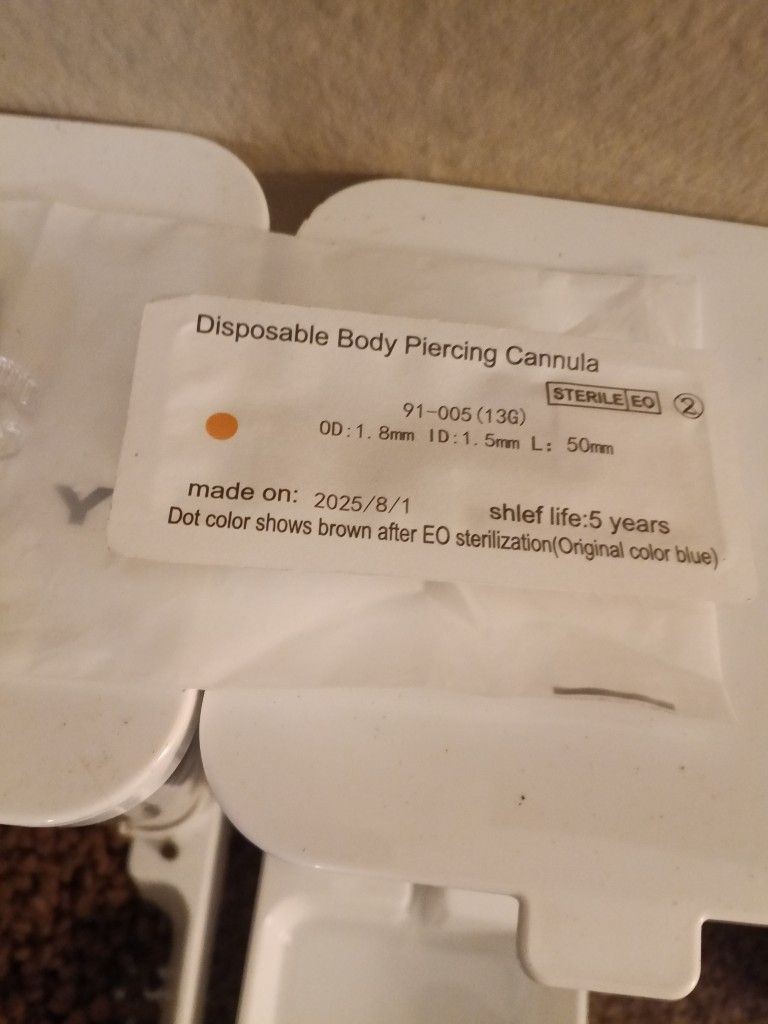 Disposable Body Piercing Cannula
STERILE EO ②
91-005(13G)
OD:1.8mm ID:1.5mm L: 50mm
made on: 2025/8/1 shlef life:5 years
Dot color shows brown after EO sterilization(Original color blue)
Y